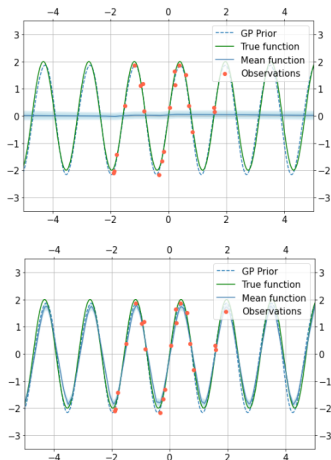 −4 −2 0 2 4
3 3
2 2
1 1
0 0
−1 −1
−2 −2
−3 −3
−4 −2 0 2 4
GP Prior
True function
Mean function
Observations
−4 −2 0 2 4
3 3
2 2
1 1
0 0
−1 −1
−2 −2
−3 −3
−4 −2 0 2 4
GP Prior
True function
Mean function
Observations